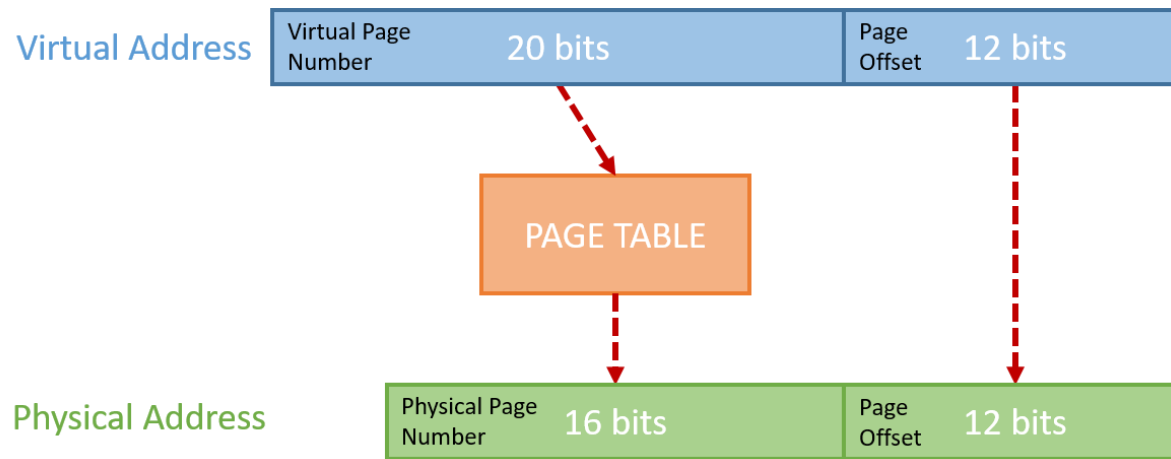 Virtual Address
Virtual Page
Number
20 bits
Page
Offset
12 bits
PAGE TABLE
Physical Address
Physical Page
Number
16 bits
Page
Offset
12 bits